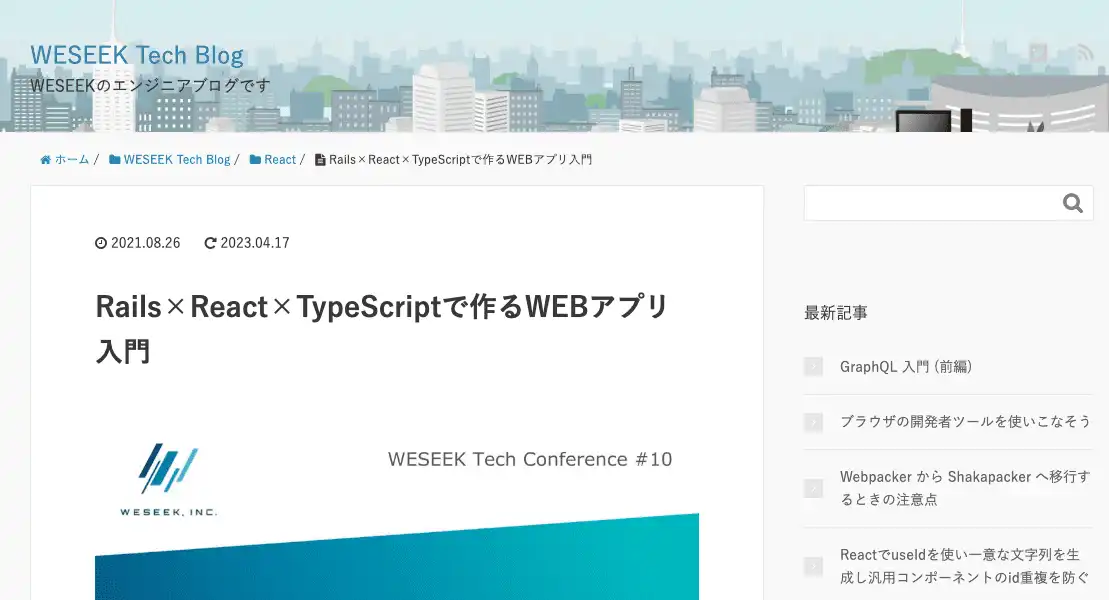 WESEEK Tech Blog
WESEEKのエンジニアブログです
ホーム / WESEEK Tech Blog / React / Rails×React×TypeScriptで作るWEBアプリ入門
2021.08.26 2023.04.17
Rails×React×TypeScriptで作るWEBアプリ
入門
WESEEK Tech Conference #10
WESEEK, INC.
最新記事
GraphQL 入門 (前編)
ブラウザの開発者ツールを使いこなそう
Webpacker から Shakapacker へ移行す
るときの注意点
ReactでuseIdを使い一意な文字列を生
成し汎用コンポーネントのid重複を防ぐ